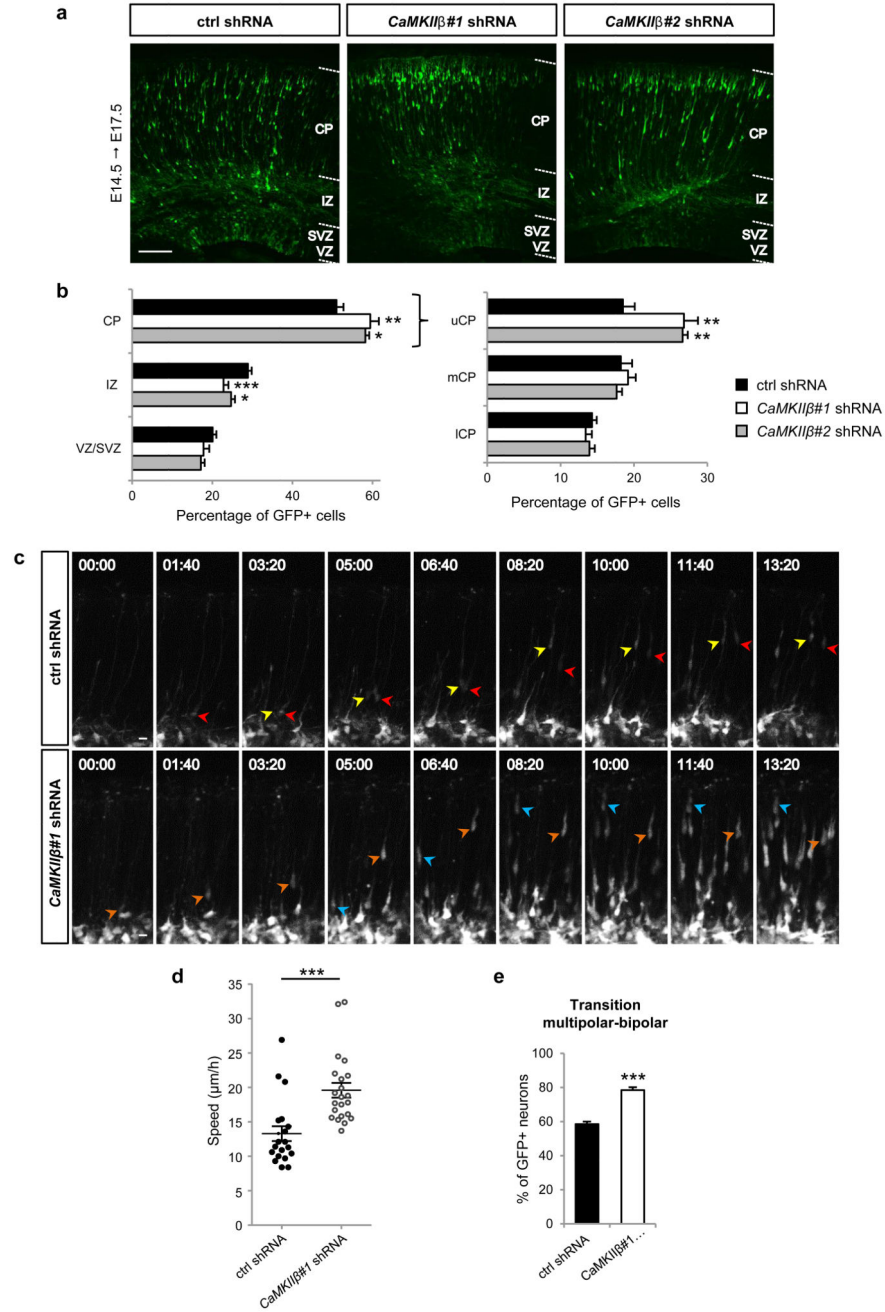 a
ctrl shRNA
CaMKIIβ#1 shRNA
CaMKIIβ#2 shRNA
E14.5 → E17.5
CP
IZ
SVZ
VZ
CP
IZ
SVZ
VZ
CP
IZ
SVZ
VZ
b
CP
**
*
IZ
***
*
VZ/SVZ
0 20 40 60
Percentage of GFP+ cells
uCP
**
**
mCP
lCP
0 10 20 30
Percentage of GFP+ cells
ctrl shRNA
CaMKIIβ#1 shRNA
CaMKIIβ#2 shRNA
c
ctrl shRNA
00:00 01:40 03:20 05:00 06:40 08:20 10:00 11:40 13:20
CaMKIIβ#1 shRNA
00:00 01:40 03:20 05:00 06:40 08:20 10:00 11:40 13:20
d
***
Speed (µm/h)
35
30
25
20
15
10
5
0
ctrl shRNA
CaMKIIβ#1 shRNA
e
Transition
multipolar-bipolar
% of GFP+ neurons
100
80
60
40
20
0
***
ctrl shRNA
CaMKIIβ#1...